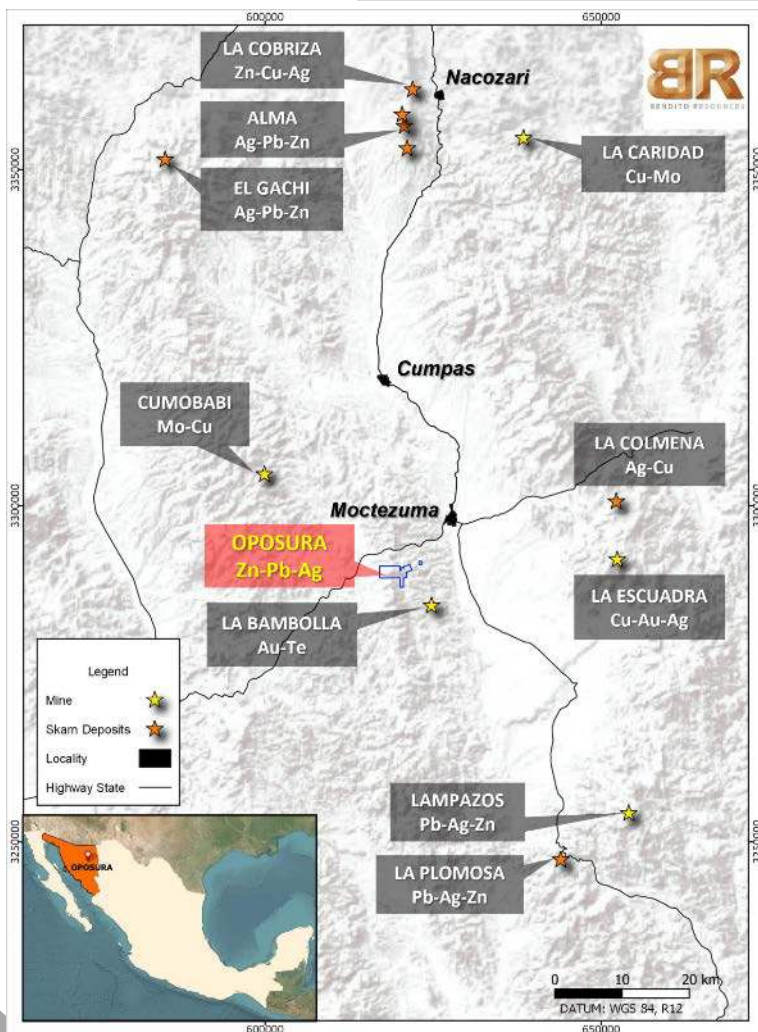 600000
650000
LA COBRIZA
Zn-Cu-Ag
Nacozari
BR
BENDITO RESOURCES
ALMA
Ag-Pb-Zn
LA CARIDAD
Cu-Mo
3350000
3350000
EL GACHI
Ag-Pb-Zn
Cumpas
CUMOBABI
Mo-Cu
LA COLMENA
Ag-Cu
3300000
3300000
Moctezuma
OPOSURA
Zn-Pb-Ag
LA ESCUADRA
Cu-Au-Ag
LA BAMBOLLA
Au-Te
Legend
Mine
Skarn Deposits
Locality
Highway State
LAMPAZOS
Pb-Ag-Zn
3250000
3250000
LA PLOMOSA
Pb-Ag-Zn
OPOSURA
0 10 20 km
DATUM: WGS 84, R12
600000
650000